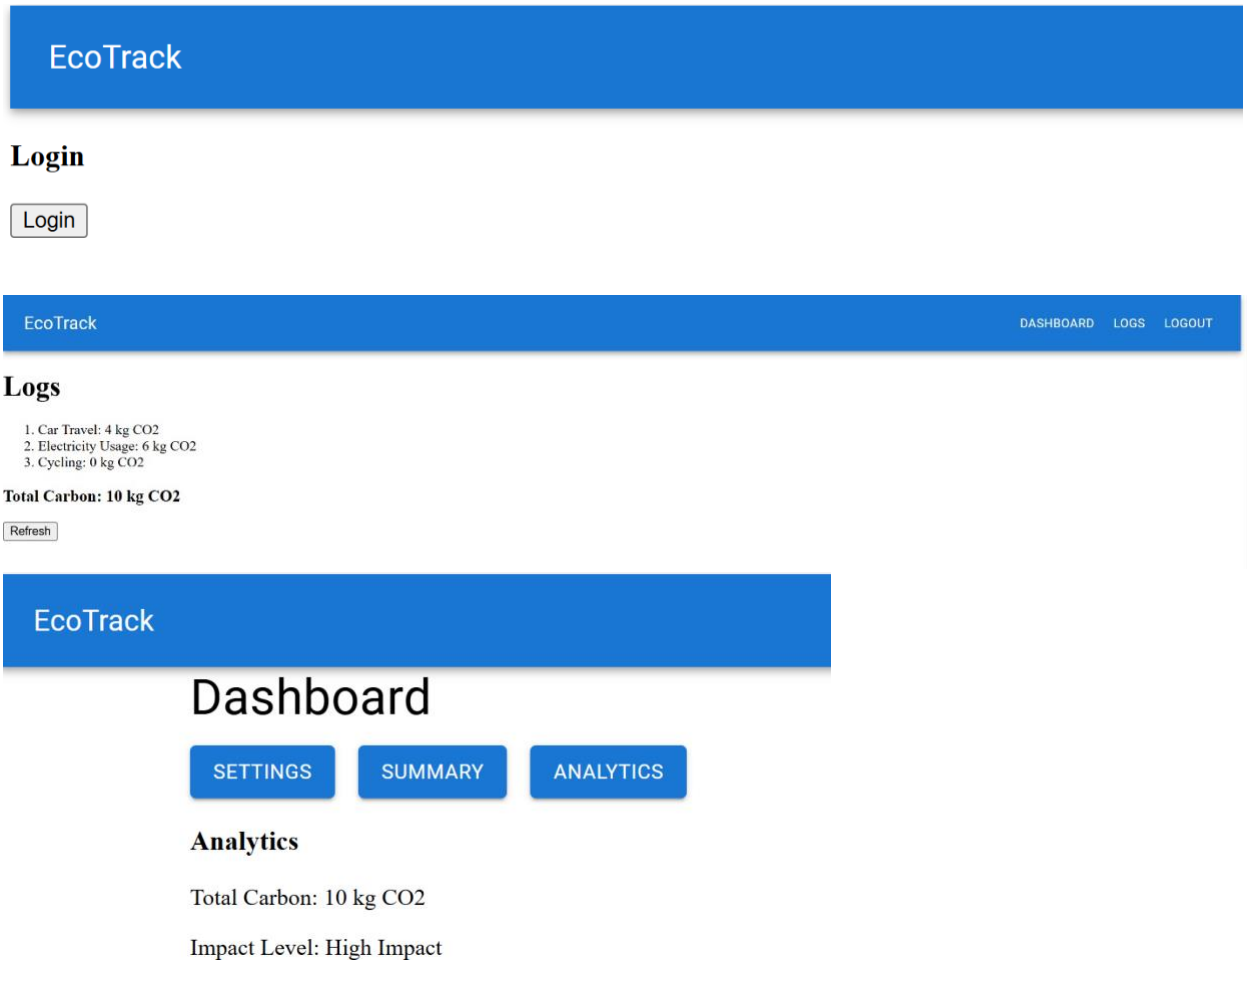 EcoTrack
Login
Login
EcoTrack DASHBOARD LOGS LOGOUT
Logs
1. Car Travel: 4 kg CO2
2. Electricity Usage: 6 kg CO2
3. Cycling: 0 kg CO2
Total Carbon: 10 kg CO2
Refresh
EcoTrack
Dashboard
SETTINGS SUMMARY ANALYTICS
Analytics
Total Carbon: 10 kg CO2
Impact Level: High Impact